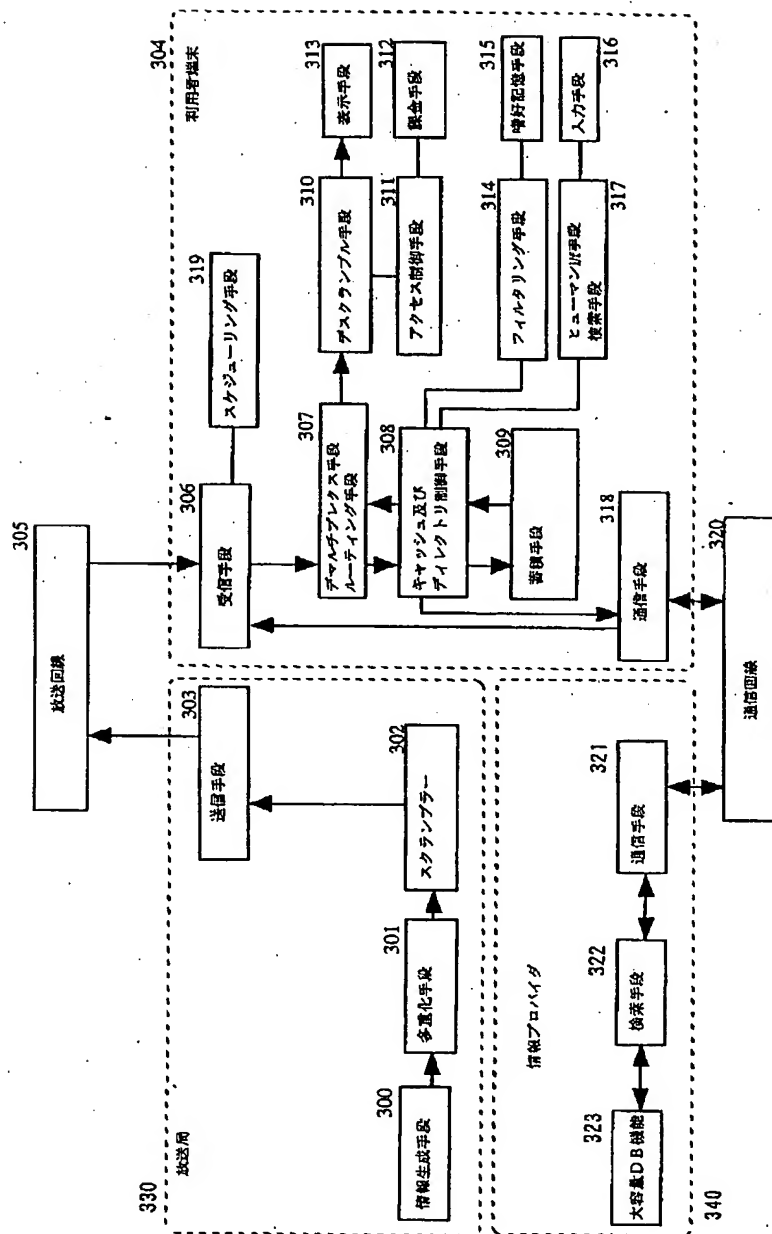 305
放送回線
330
放送局
300
情報生成手段
301
多重化手段
302
スクランブラー
303
送信手段
304
利用者端末
306
受信手段
319
スケジューリング手段
307
デマルチプレクス手段
ルーティング手段
308
キャッシュ及び
ディレクトリ制御手段
309
蓄積手段
310
デスクランブル手段
313
表示手段
311
アクセス制御手段
312
課金手段
314
フィルタリング手段
315
嗜好記憶手段
317
ヒューマンI/F手段
検索手段
316
入力手段
318
通信手段
320
通信回線
340
情報プロバイダ
323
大容量DB機能
322
検索手段
321
通信手段